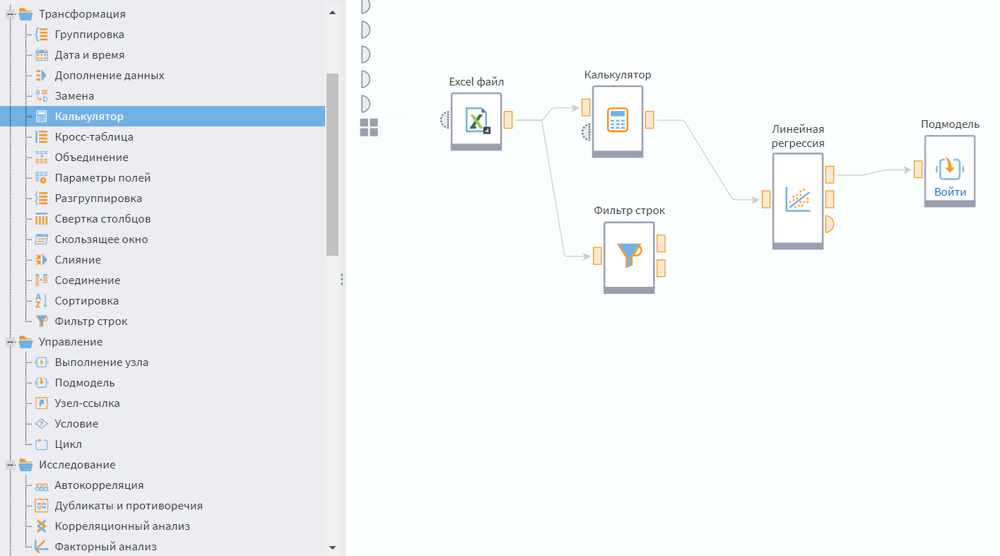 Трансформация
Группировка
Дата и время
Дополнение данных
Замена
Калькулятор
Кросс-таблица
Объединение
Параметры полей
Разгруппировка
Свертка столбцов
Скользящее окно
Слияние
Соединение
Сортировка
Фильтр строк
Управление
Выполнение узла
Подмодель
Узел-ссылка
Условие
Цикл
Исследование
Автокорреляция
Дубликаты и противоречия
Корреляционный анализ
Факторный анализ
Excel файл
Калькулятор
Фильтр строк
Линейная
регрессия
Подмодель
Войти